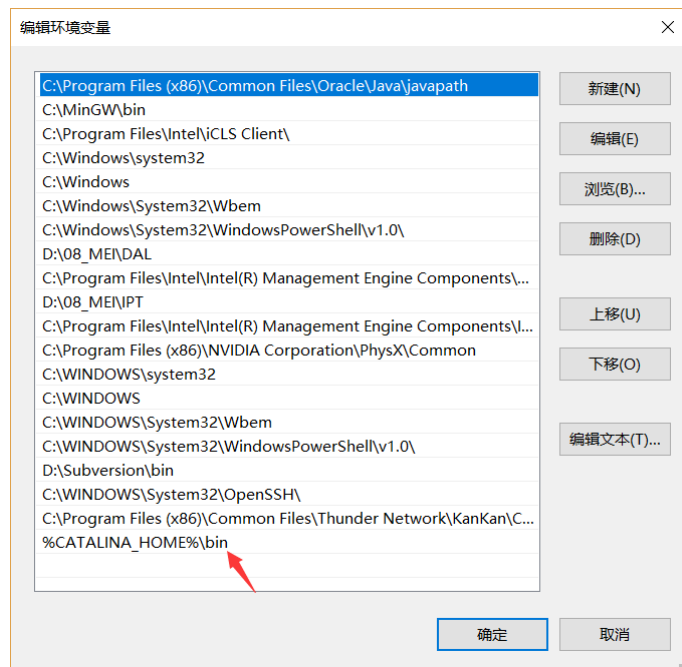 编辑环境变量
C:\Program Files (x86)\Common Files\Oracle\Java\javapath
C:\MinGW\bin
C:\Program Files\Intel\iCLS Client\
C:\Windows\system32
C:\Windows
C:\Windows\System32\Wbem
C:\Windows\System32\WindowsPowerShell\v1.0\
D:\08_MEI\DAL
C:\Program Files\Intel\Intel(R) Management Engine Components\...
D:\08_MEI\IPT
C:\Program Files\Intel\Intel(R) Management Engine Components\I...
C:\Program Files (x86)\NVIDIA Corporation\PhysX\Common
C:\WINDOWS\system32
C:\WINDOWS
C:\WINDOWS\System32\Wbem
C:\WINDOWS\System32\WindowsPowerShell\v1.0\
D:\Subversion\bin
C:\WINDOWS\System32\OpenSSH\
C:\Program Files (x86)\Common Files\Thunder Network\KanKan\C...
%CATALINA_HOME%\bin
新建(N)
编辑(E)
浏览(B)...
删除(D)
上移(U)
下移(O)
编辑文本(T)...
确定
取消